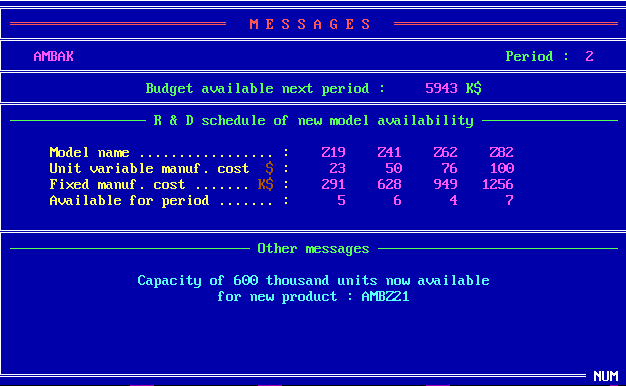 M E S S A G E S
AMBAK Period : 2
Budget available next period : 5943 K$
R & D schedule of new model availability
Model name ................. : Z19 Z41 Z62 Z82
Unit variable manuf. cost $ : 23 50 76 100
Fixed manuf. cost ....... K$ : 291 628 949 1256
Available for period ....... : 5 6 4 7
Other messages
Capacity of 600 thousand units now available
for new product : AMBZ21
NUM